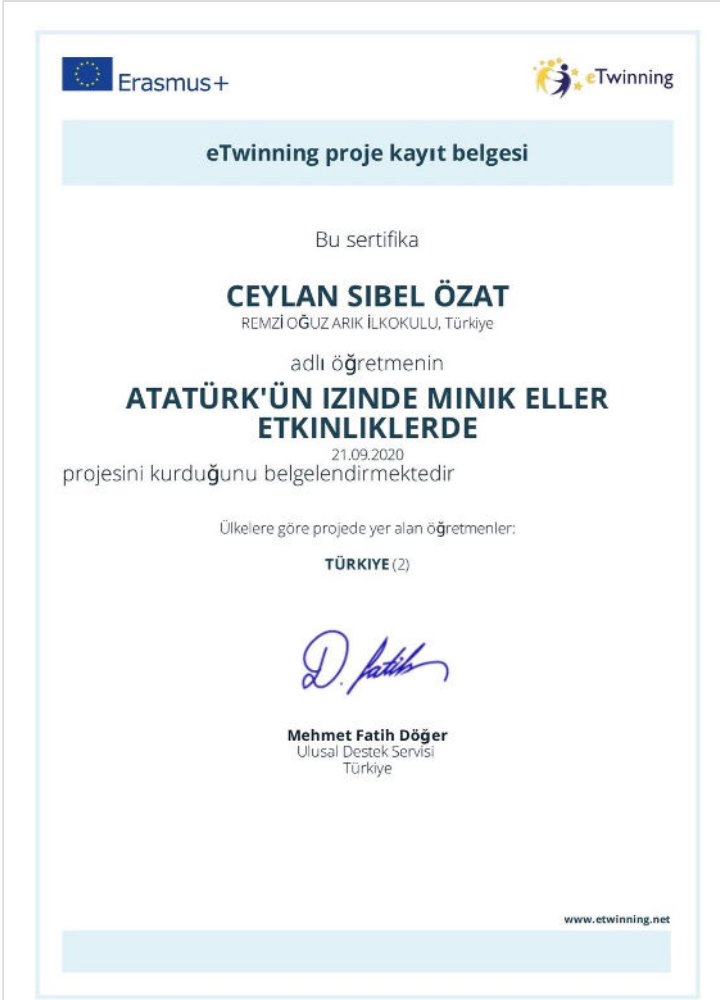 Erasmus+
eTwinning
eTwinning proje kayıt belgesi
Bu sertifika
CEYLAN SIBEL ÖZAT
REMZİ OĞUZ ARIK İLKOKULU, Türkiye
adlı öğretmenin
ATATÜRK'ÜN IZINDE MINIK ELLER
ETKINLIKLERDE
21.09.2020
projesini kurduğunu belgelendirmektedir
Ülkelere göre projede yer alan öğretmenler:
TÜRKIYE (2)
D. fatih
Mehmet Fatih Döğer
Ulusal Destek Servisi
Türkiye
www.etwinning.net